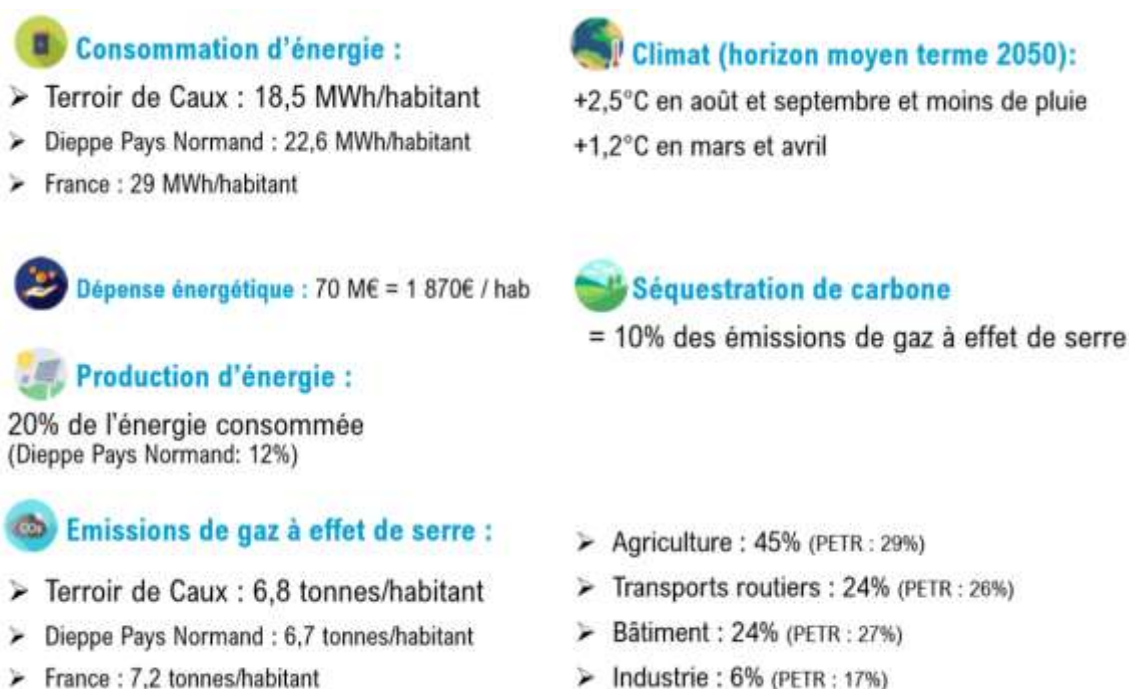 Consommation d'énergie :
➢ Terroir de Caux : 18,5 MWh/habitant
➢ Dieppe Pays Normand : 22,6 MWh/habitant
➢ France : 29 MWh/habitant
Climat (horizon moyen terme 2050):
+2,5°C en août et septembre et moins de pluie
+1,2°C en mars et avril
Dépense énergétique : 70 M€ = 1 870€ / hab
Séquestration de carbone
= 10% des émissions de gaz à effet de serre
Production d'énergie :
20% de l'énergie consommée
(Dieppe Pays Normand: 12%)
Emissions de gaz à effet de serre :
➢ Terroir de Caux : 6,8 tonnes/habitant
➢ Dieppe Pays Normand : 6,7 tonnes/habitant
➢ France : 7,2 tonnes/habitant
➢ Agriculture : 45% (PETR : 29%)
➢ Transports routiers : 24% (PETR : 26%)
➢ Bâtiment : 24% (PETR : 27%)
➢ Industrie : 6% (PETR : 17%)